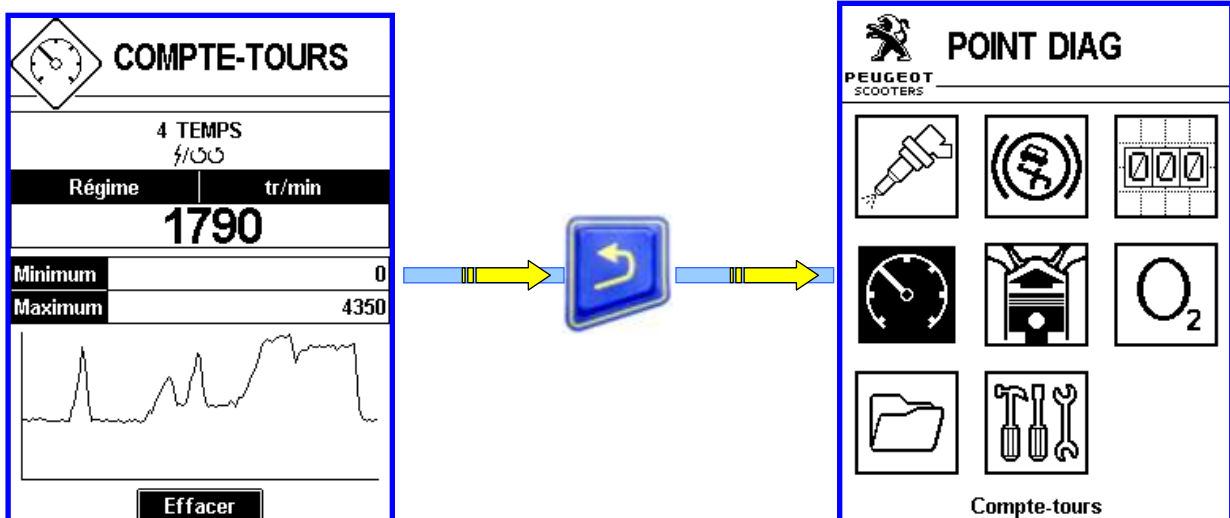 COMPTE-TOURS
4 TEMPS
Régime tr/min
1790
Minimum 0
Maximum 4350
Effacer
PEUGEOT
SCOOTERS
POINT DIAG
000
O2
Compte-tours